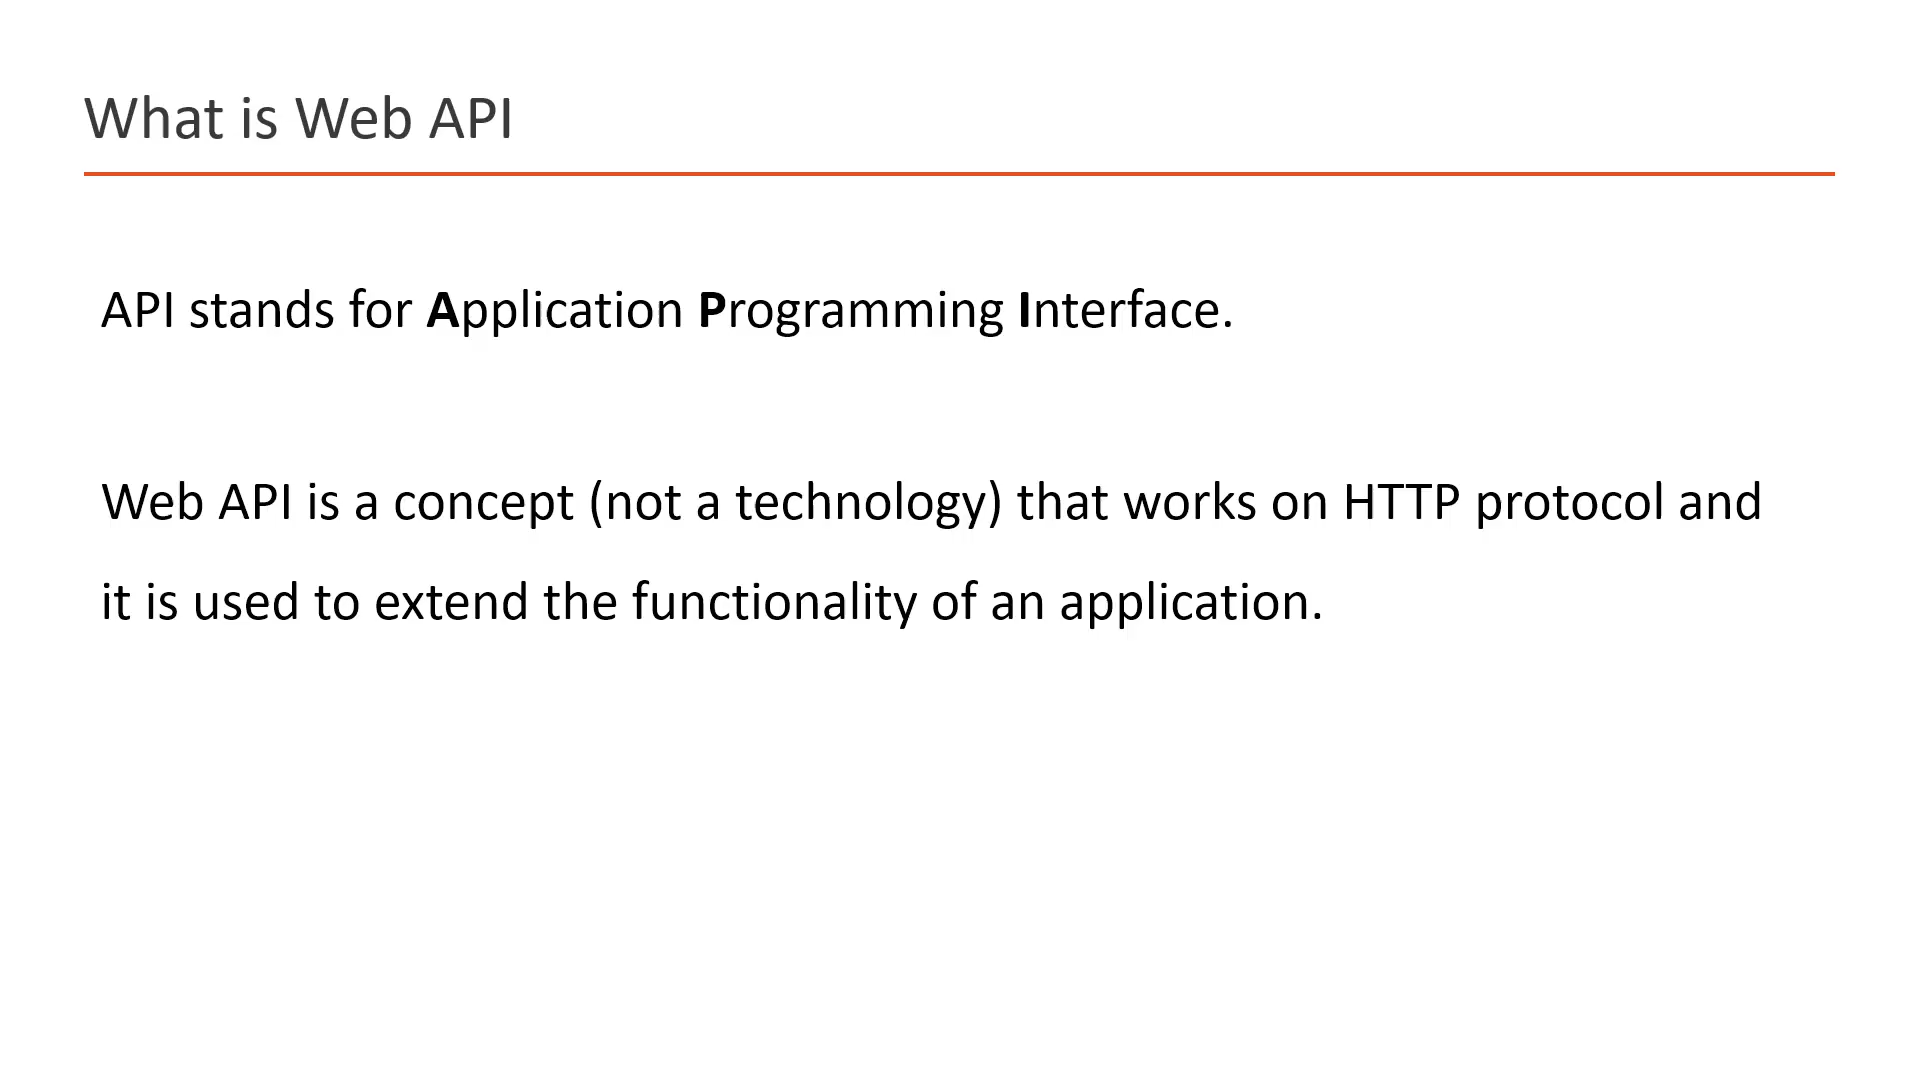 What is Web API
API stands for Application Programming Interface.
Web API is a concept (not a technology) that works on HTTP protocol and
it is used to extend the functionality of an application.